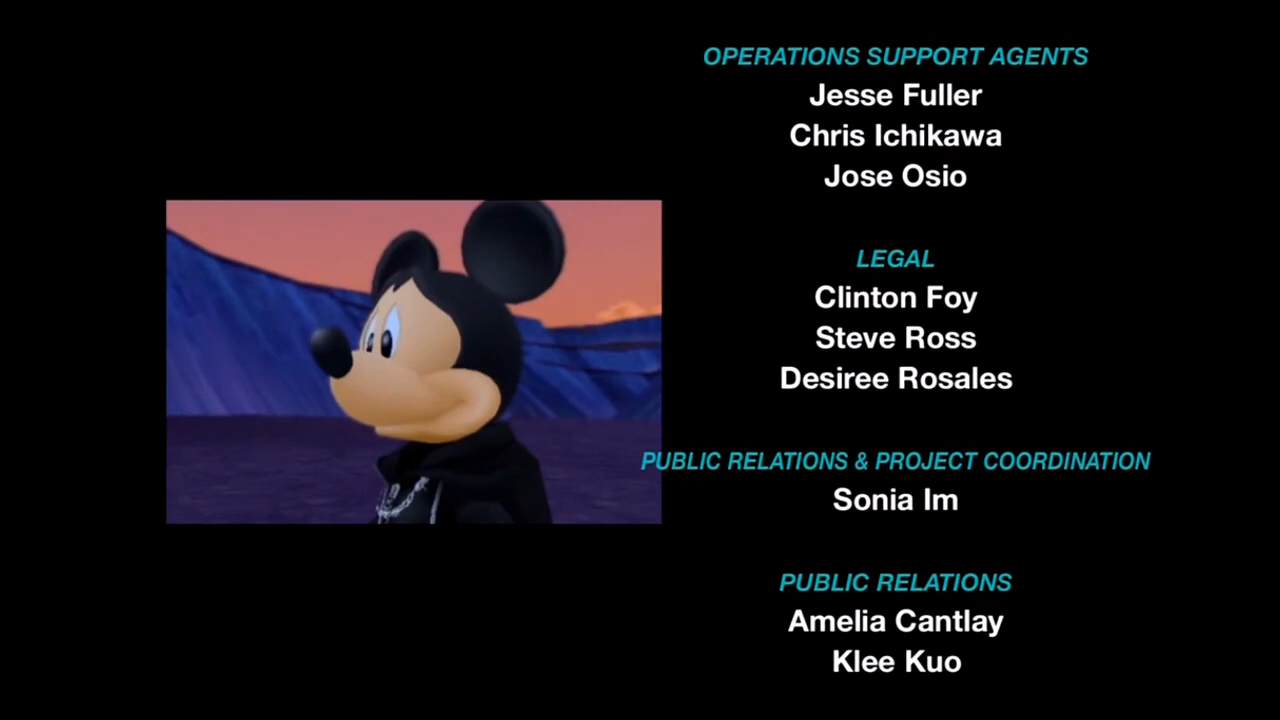 OPERATIONS SUPPORT AGENTS
Jesse Fuller
Chris Ichikawa
Jose Osio
LEGAL
Clinton Foy
Steve Ross
Desiree Rosales
PUBLIC RELATIONS & PROJECT COORDINATION
Sonia Im
PUBLIC RELATIONS
Amelia Cantlay
Klee Kuo